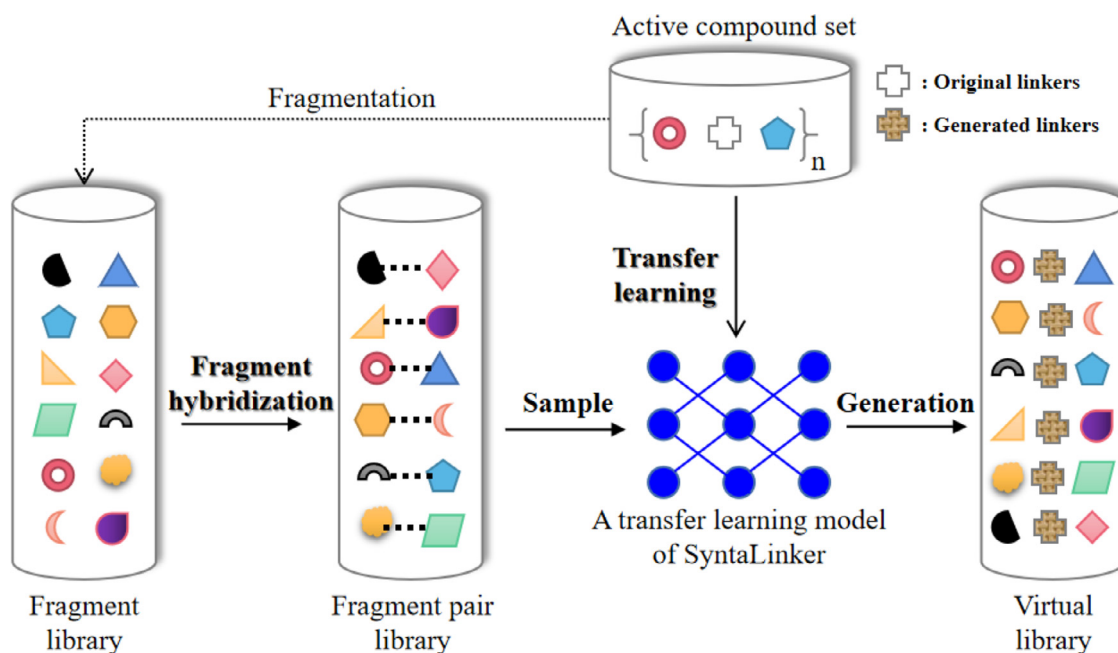 Active compound set
: Original linkers
: Generated linkers
Fragmentation
n
Transfer
learning
Fragment
hybridization
Sample
Generation
A transfer learning model
of SyntaLinker
Fragment
library
Fragment pair
library
Virtual
library